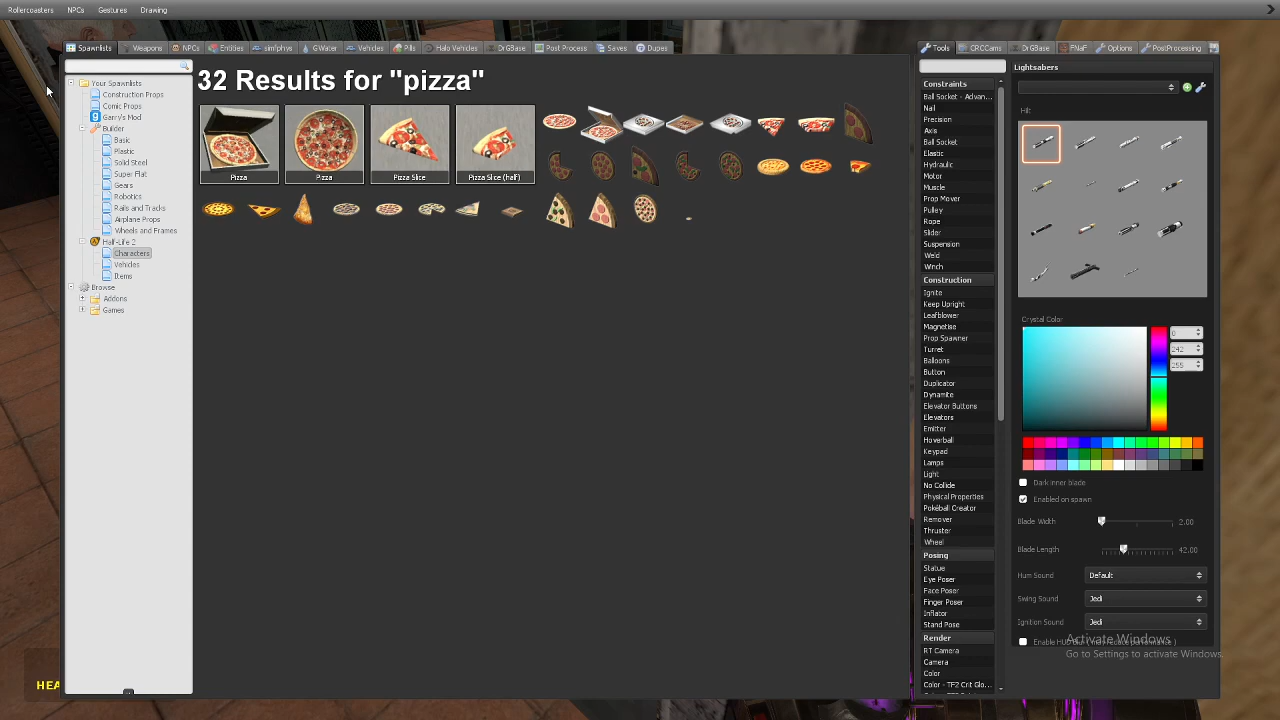 Rollercoasters NPCs Gestures Drawing
Spawnlists Weapons NPCs Entities simfphys GWater Vehicles Pills Halo Vehicles DrGBase Post Process Saves Dupes
Tools CRCCams DrGBase FNaF Options PostProcessing
32 Results for "pizza"
Your Spawnlists
Construction Props
Comic Props
Garry's Mod
Builder
Basic
Plastic
Solid Steel
Super Flat
Gears
Robotics
Rails and Tracks
Airplane Props
Wheels and Frames
Half-Life 2
Characters
Vehicles
Items
Browse
Addons
Games
Pizza
Pizza
Pizza Slice
Pizza Slice (half)
Constraints
Ball Socket - Advan...
Nail
Precision
Axis
Ball Socket
Elastic
Hydraulic
Motor
Muscle
Prop Mover
Pulley
Rope
Slider
Suspension
Weld
Winch
Construction
Ignite
Keep Upright
Leafblower
Magnetise
Prop Spawner
Turret
Balloons
Button
Duplicator
Dynamite
Elevator Buttons
Elevators
Emitter
Hoverball
Keypad
Lamps
Light
No Collide
Physical Properties
Pokéball Creator
Remover
Thruster
Wheel
Posing
Statue
Eye Poser
Face Poser
Finger Poser
Inflator
Stand Pose
Render
RT Camera
Camera
Color
Color - TF2 Crit Glo...
Lightsabers
Hilt
Crystal Color
0
242
255
Dark inner blade
Enabled on spawn
Blade Width 2.00
Blade Length 42.00
Hum Sound Default
Swing Sound Jedi
Ignition Sound Jedi
Enable HUD Blur ( may reduce performance )
Activate Windows
Go to Settings to activate Windows.
HEA